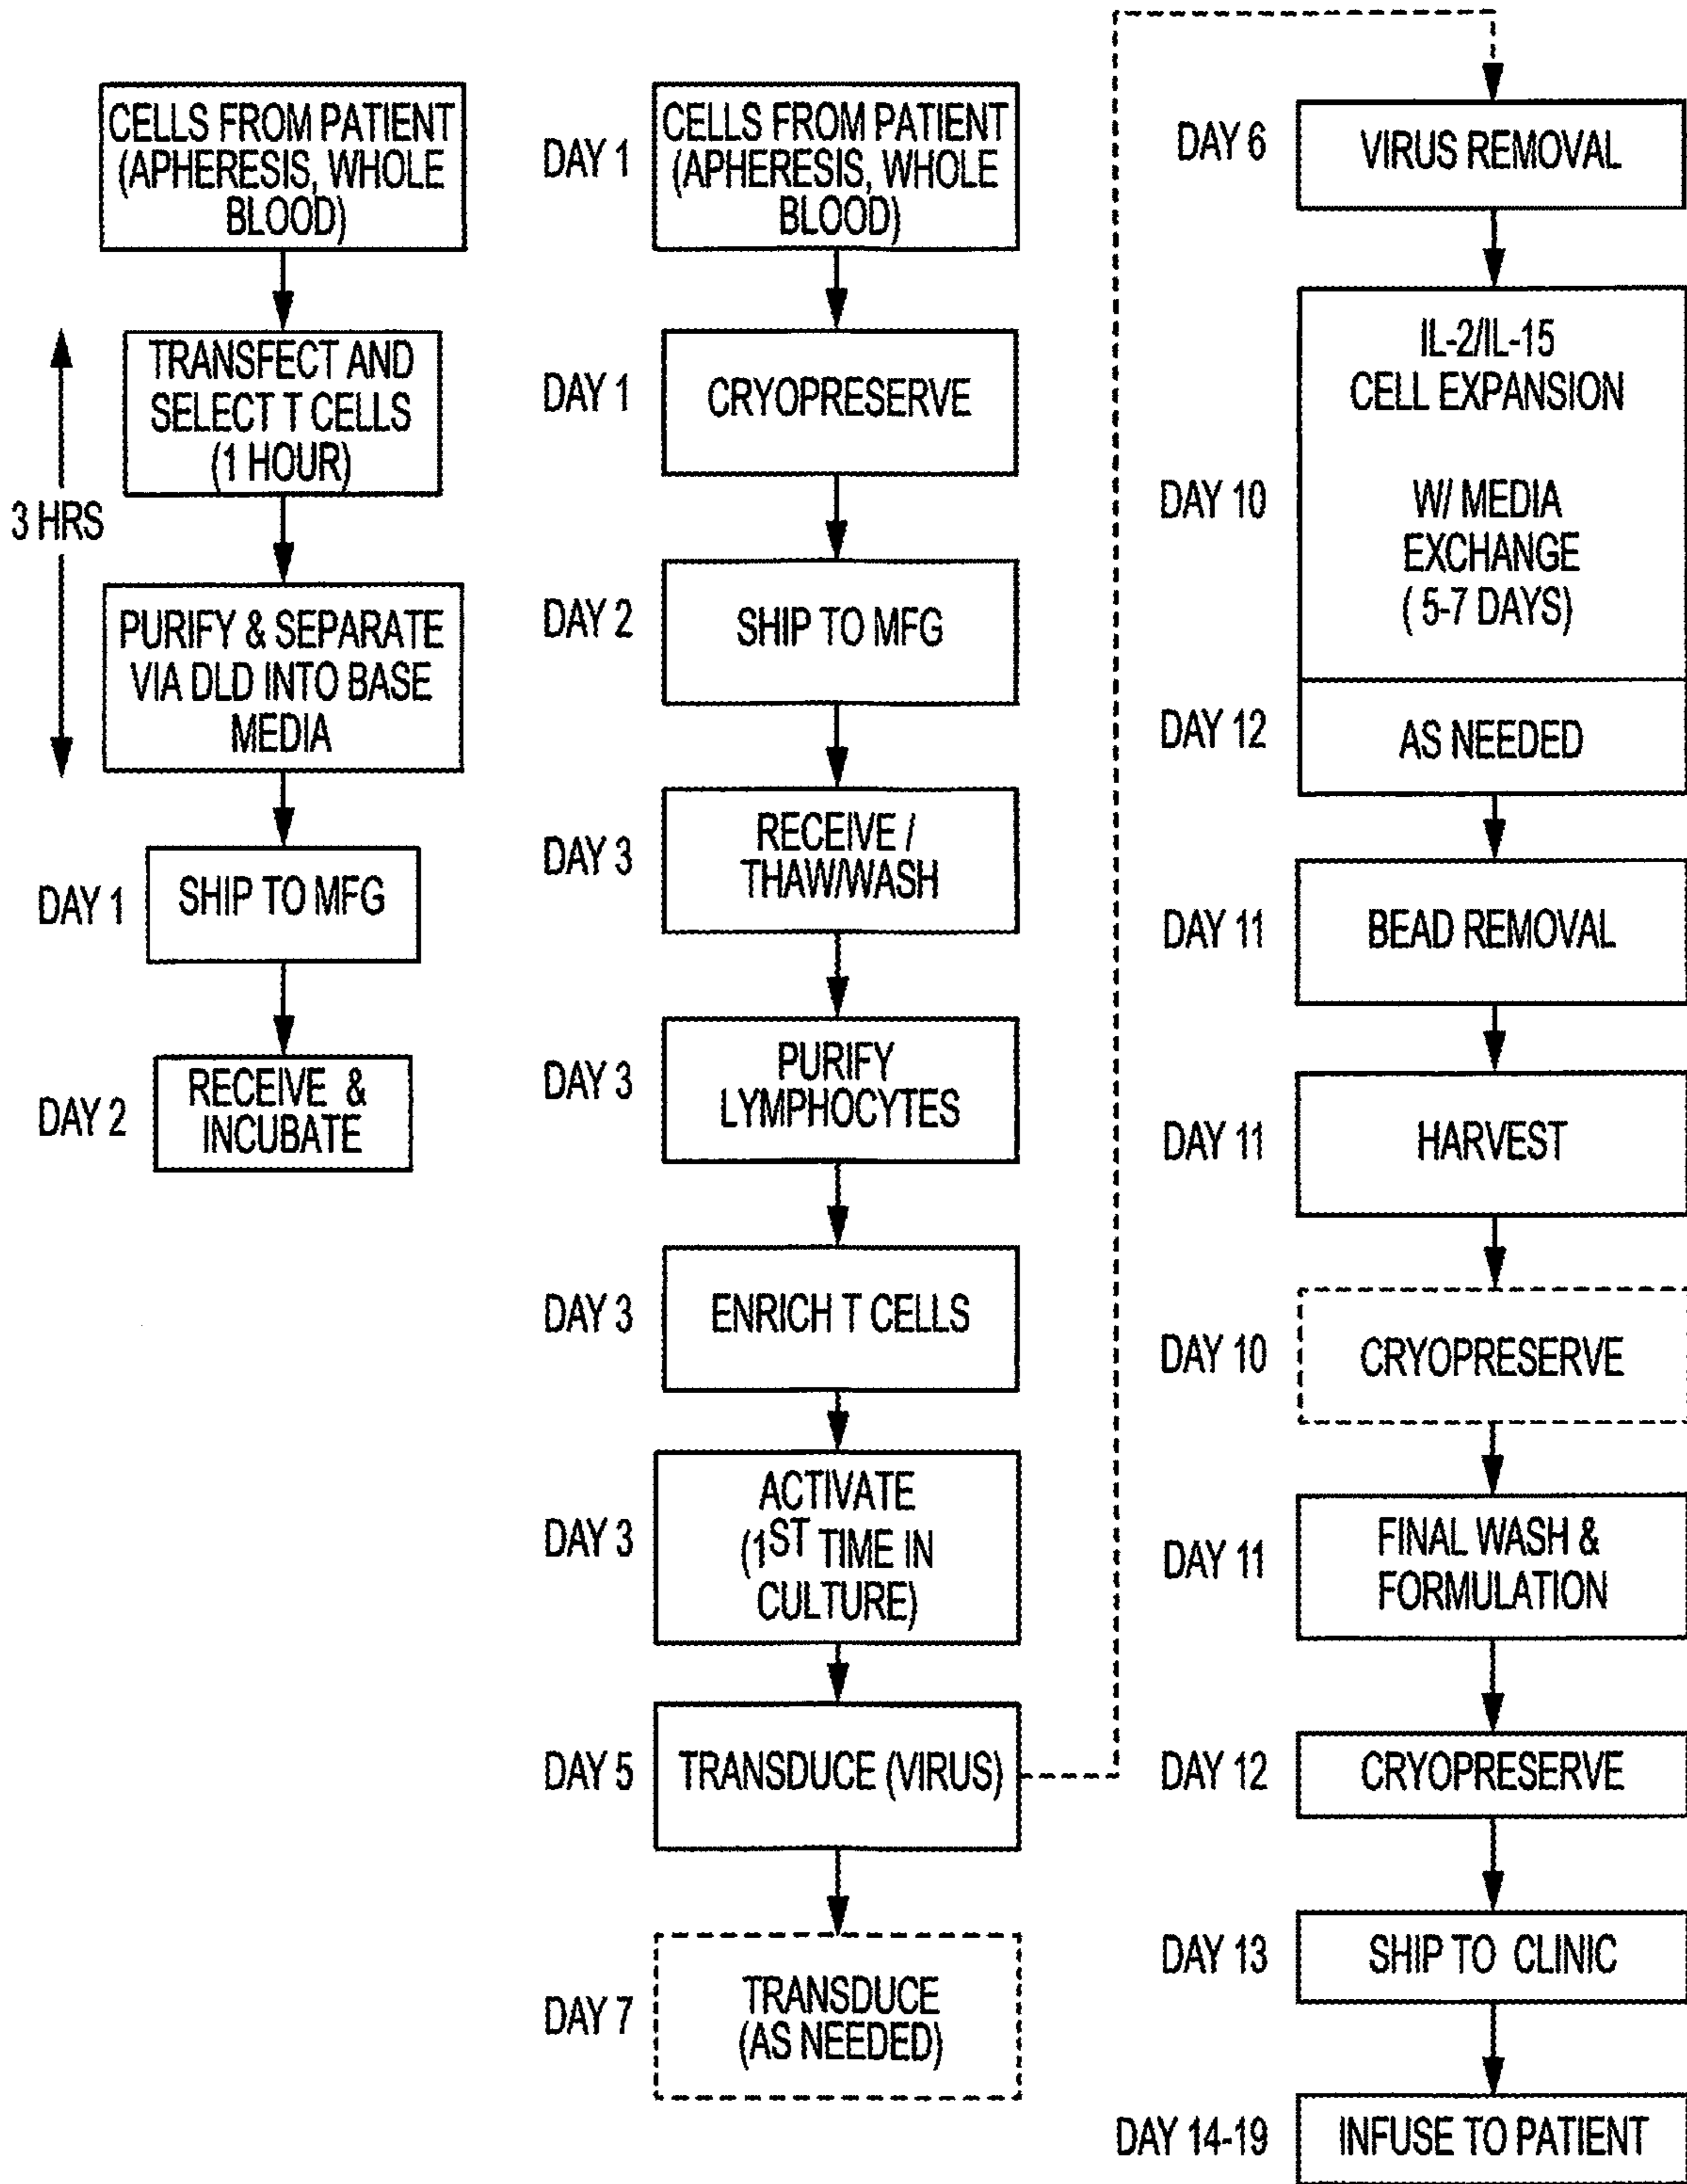 CELLS FROM PATIENT
(APHERESIS, WHOLE
BLOOD)
3 HRS
TRANSFECT AND
SELECT T CELLS
(1 HOUR)
PURIFY & SEPARATE
VIA DLD INTO BASE
MEDIA
DAY 1
SHIP TO MFG
DAY 2
RECEIVE &
INCUBATE
DAY 1
CELLS FROM PATIENT
(APHERESIS, WHOLE
BLOOD)
DAY 1
CRYOPRESERVE
DAY 2
SHIP TO MFG
DAY 3
RECEIVE /
THAW/WASH
DAY 3
PURIFY
LYMPHOCYTES
DAY 3
ENRICH T CELLS
DAY 3
ACTIVATE
(1ST TIME IN
CULTURE)
DAY 5
TRANSDUCE (VIRUS)
DAY 7
TRANSDUCE
(AS NEEDED)
DAY 6
VIRUS REMOVAL
IL-2/IL-15
CELL EXPANSION
DAY 10
W/ MEDIA
EXCHANGE
( 5-7 DAYS)
DAY 12
AS NEEDED
DAY 11
BEAD REMOVAL
DAY 11
HARVEST
DAY 10
CRYOPRESERVE
DAY 11
FINAL WASH &
FORMULATION
DAY 12
CRYOPRESERVE
DAY 13
SHIP TO CLINIC
DAY 14-19
INFUSE TO PATIENT